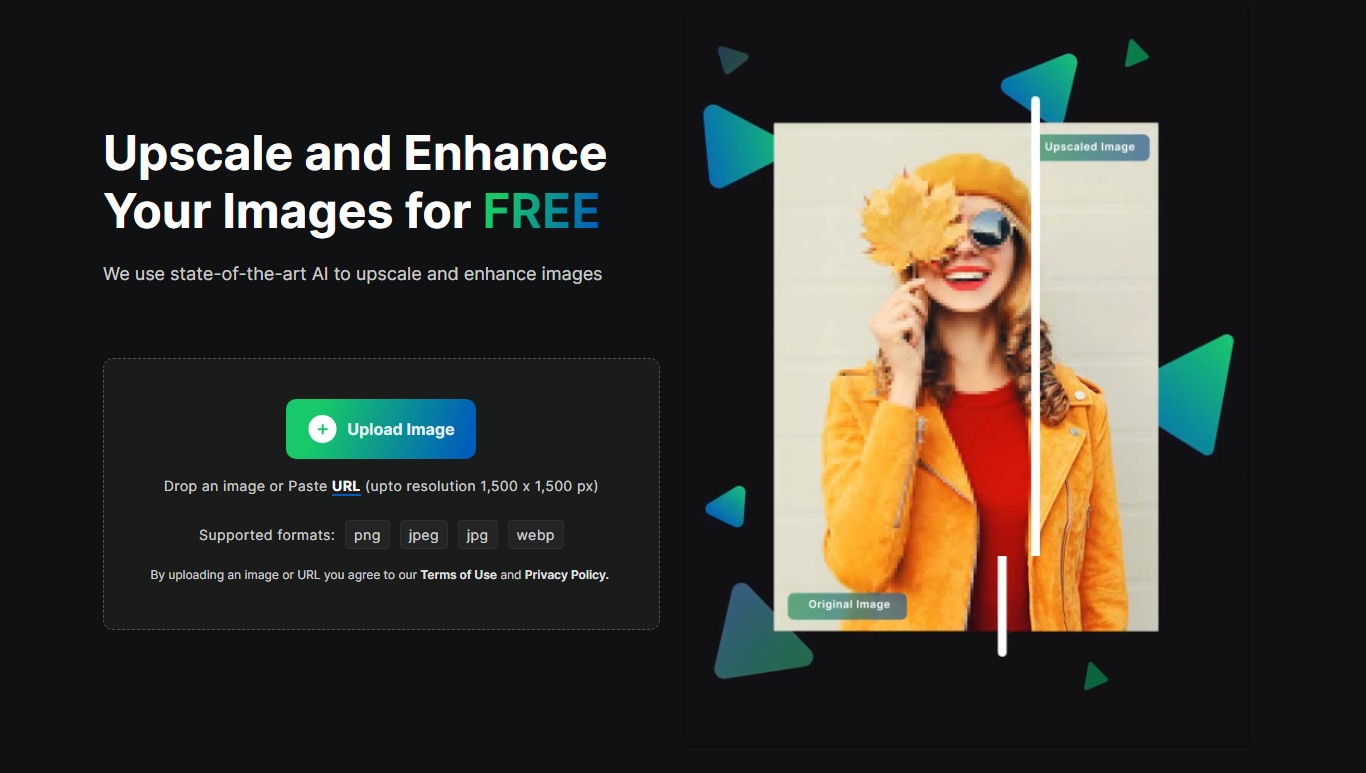 Upscale and Enhance
Your Images for FREE
We use state-of-the-art AI to upscale and enhance images
Upload Image
Drop an image or Paste URL (upto resolution 1,500 x 1,500 px)
Supported formats: png jpeg jpg webp
By uploading an image or URL you agree to our Terms of Use and Privacy Policy.
Upscaled Image
Original Image